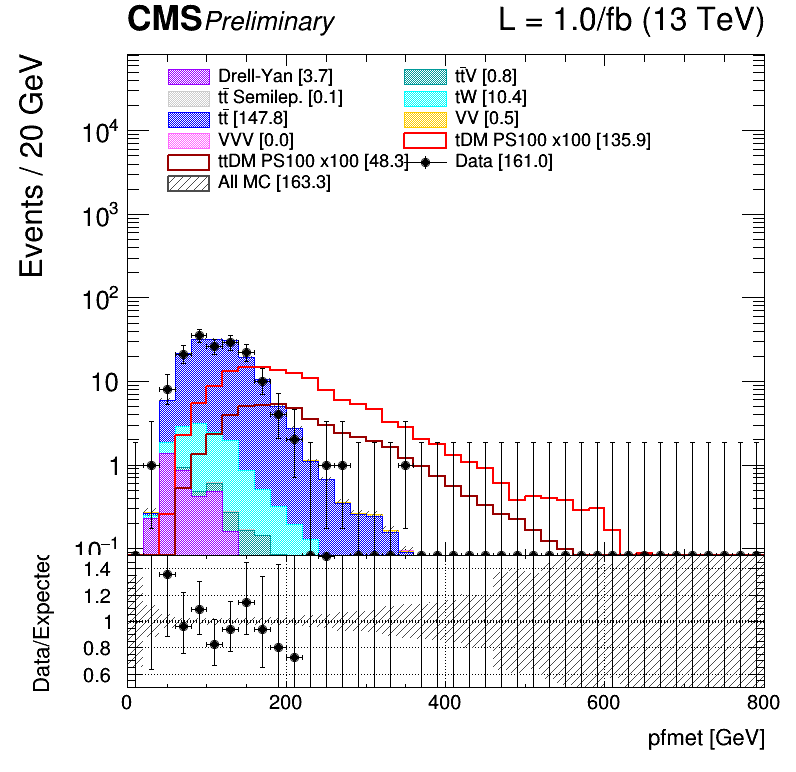 CMS Preliminary L = 1.0/fb (13 TeV)
Events / 20 GeV
Drell-Yan [3.7] tt̄V [0.8]
tt̄ Semilep. [0.1] tW [10.4]
tt̄ [147.8] VV [0.5]
VVV [0.0] tDM PS100 x100 [135.9]
ttDM PS100 x100 [48.3] Data [161.0]
All MC [163.3]
10⁴
10³
10²
10
1
10⁻¹
Data/Expected
1.4
1.2
1
0.8
0.6
0 200 400 600 800
pfmet [GeV]